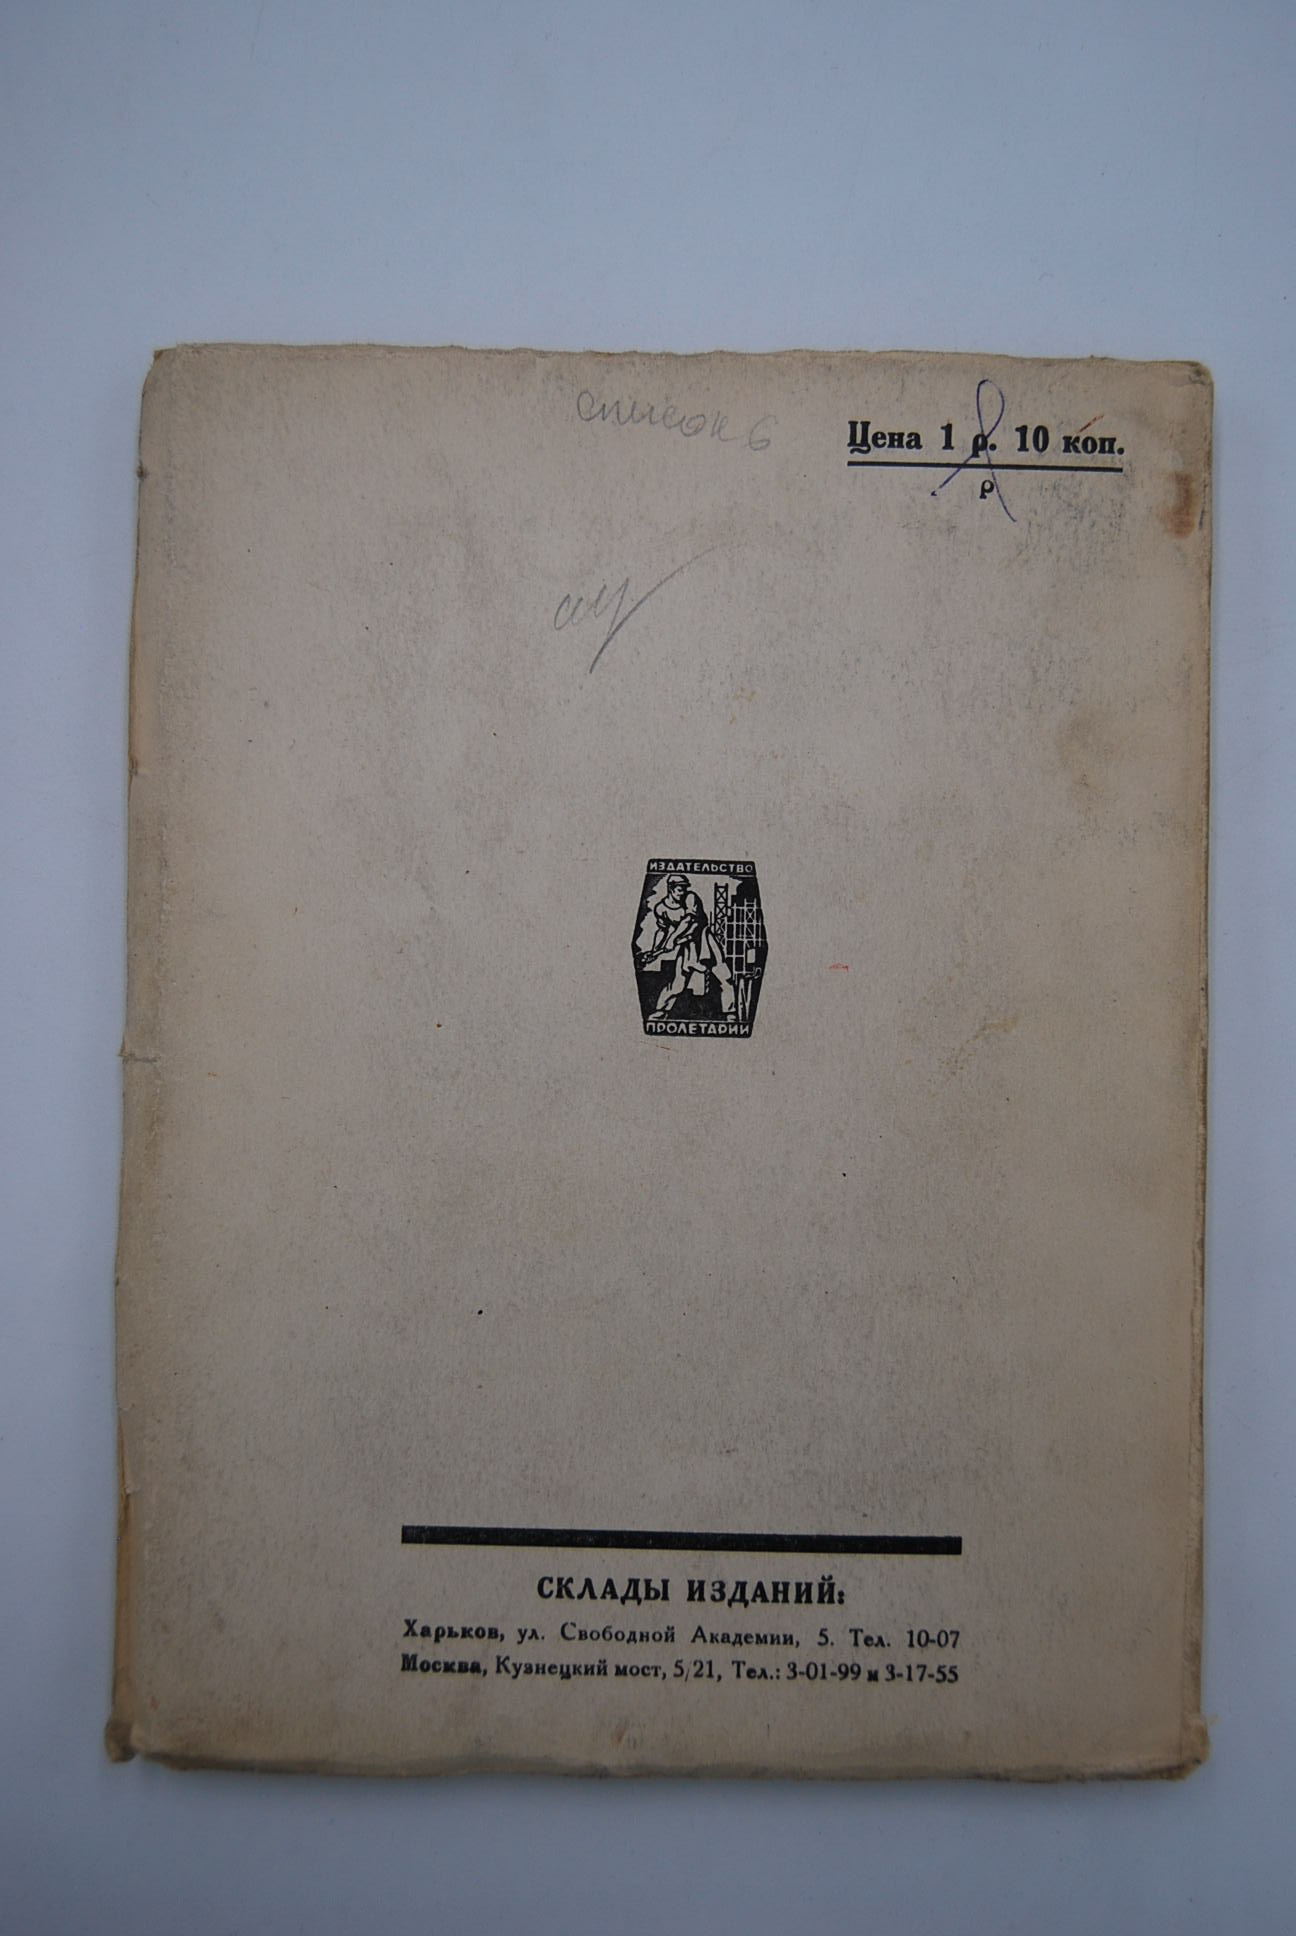 список 6
Цена 1 р. 10 коп.
р
ИЗДАТЕЛЬСТВО
ПРОЛЕТАРИЙ
СКЛАДЫ ИЗДАНИЙ:
Харьков, ул. Свободной Академии, 5. Тел. 10-07
Москва, Кузнецкий мост, 5/21, Тел.: 3-01-99 и 3-17-55